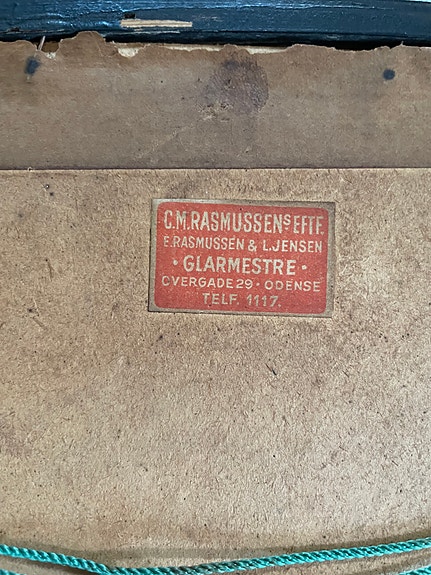 C.M.RASMUSSENS EFTF.
E.RASMUSSEN & L.JENSEN
· GLARMESTRE ·
OVERGADE 29 · ODENSE
TELF. 1117.